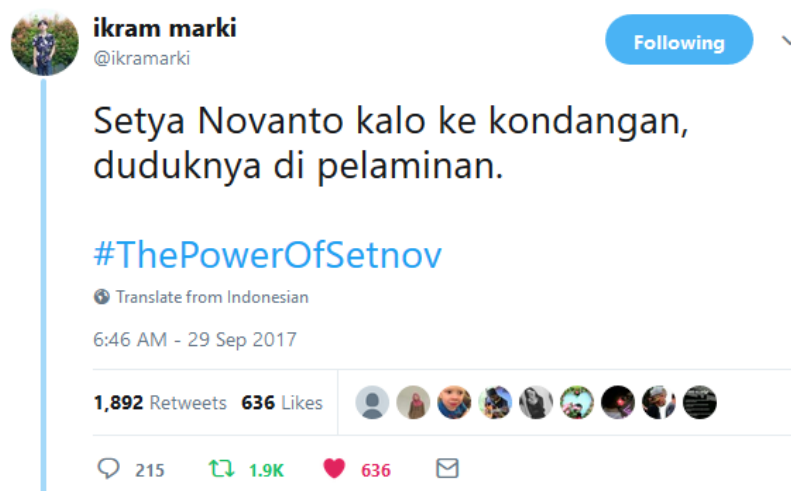 ikram marki
@ikramarki
Following
Setya Novanto kalo ke kondangan,
duduknya di pelaminan.
#ThePowerOfSetnov
Translate from Indonesian
6:46 AM - 29 Sep 2017
1,892 Retweets 636 Likes
215 1.9K 636